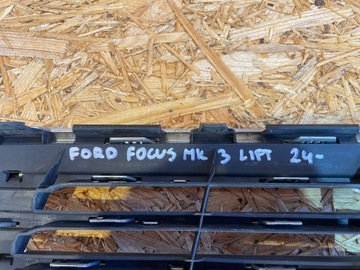 FORD FOCUS MK 3 LIFT 24-